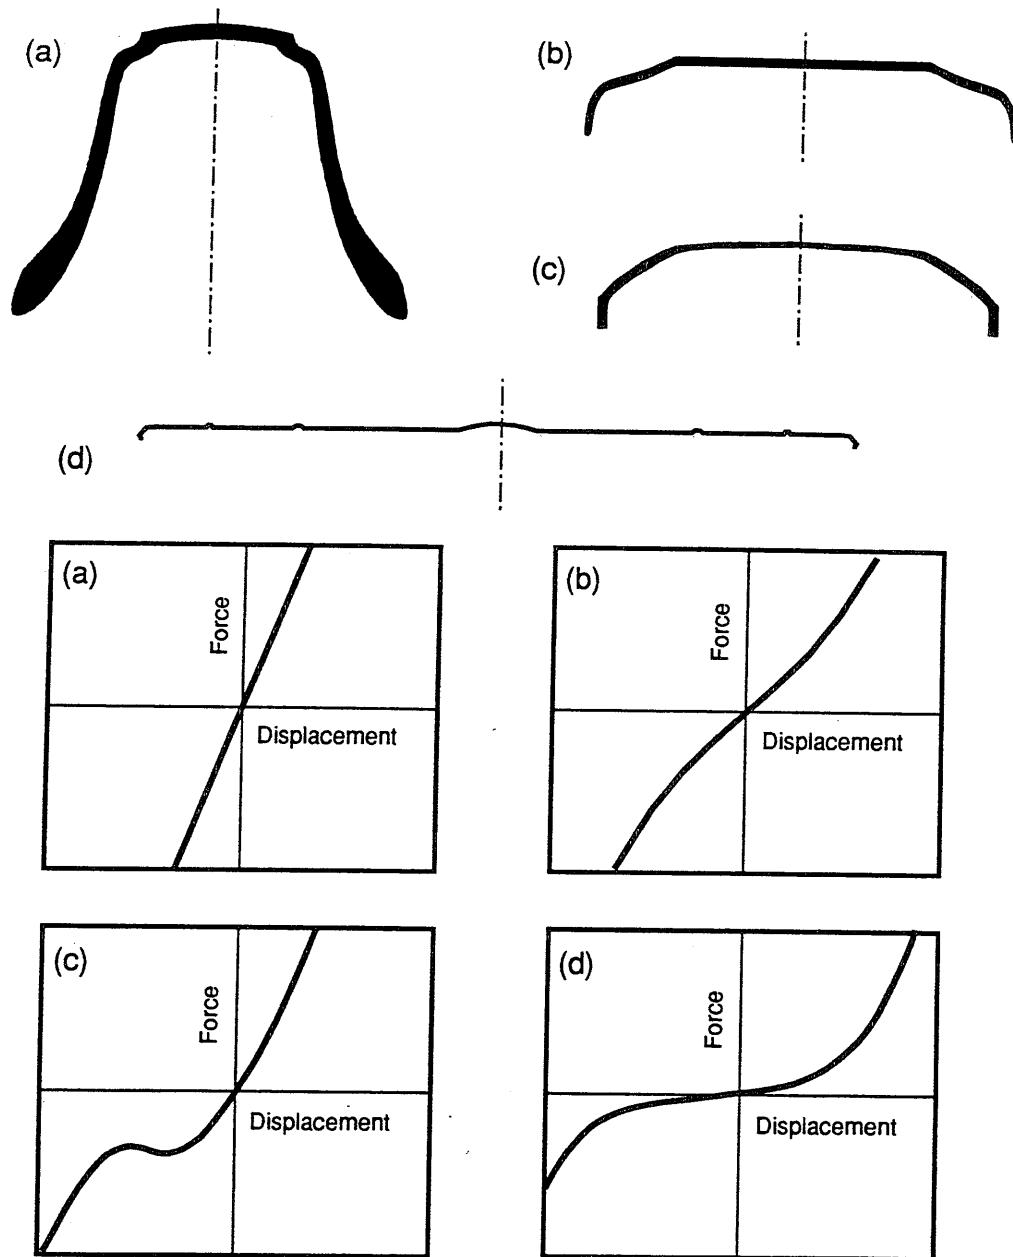 (a)
(b)
(c)
(d)
(a)
Force
Displacement
(b)
Force
Displacement
(c)
Force
Displacement
(d)
Force
Displacement